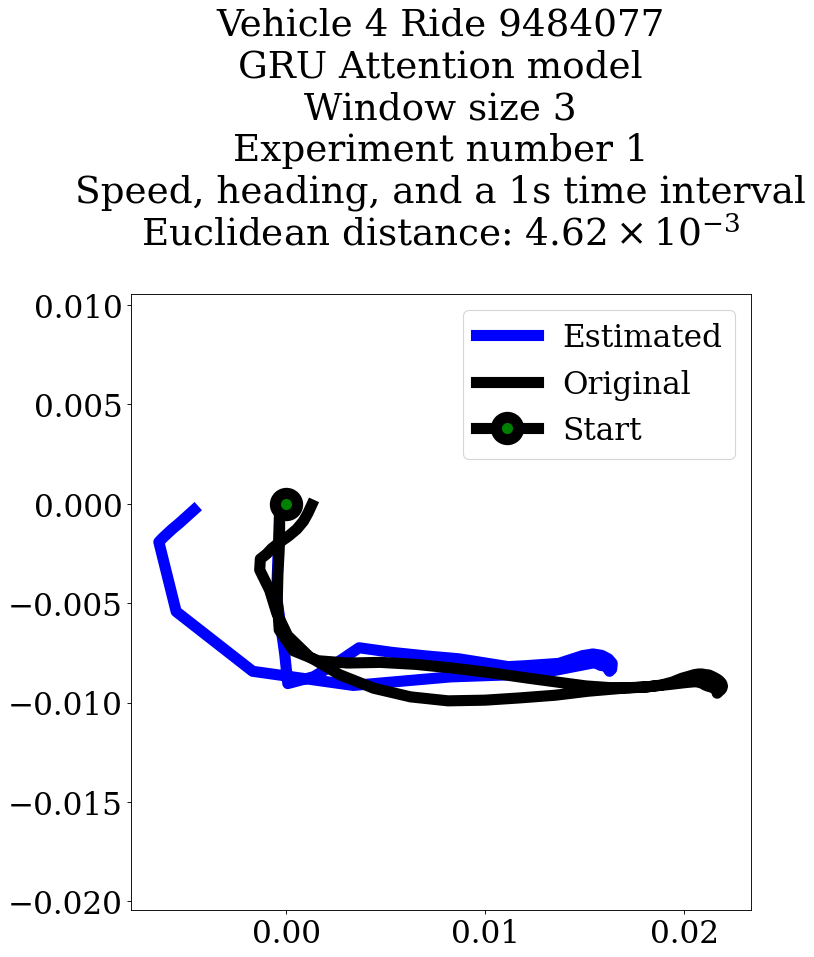 Vehicle 4 Ride 9484077
GRU Attention model
Window size 3
Experiment number 1
Speed, heading, and a 1s time interval
Euclidean distance: 4.62 × 10⁻³
0.010
Estimated
0.005
Original
Start
0.000
−0.005
−0.010
−0.015
−0.020
0.00
0.01
0.02